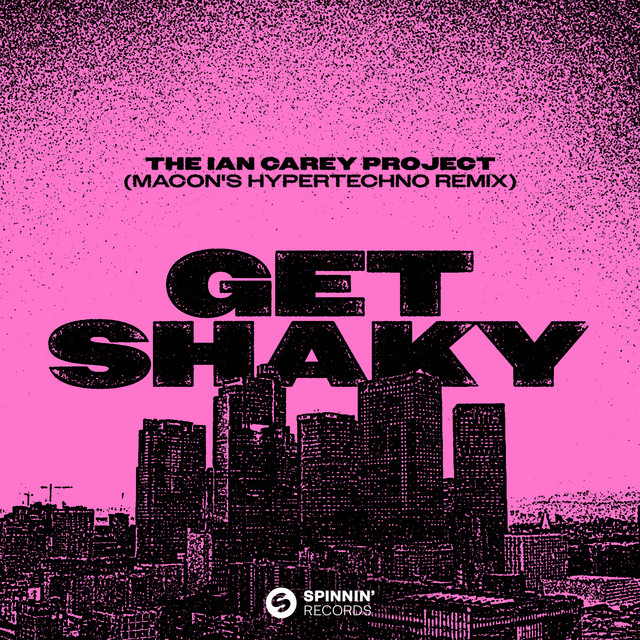 THE IAN CAREY PROJECT
(MACON'S HYPERTECHNO REMIX)
GET
SHAKY
SPINNIN'
RECORDS